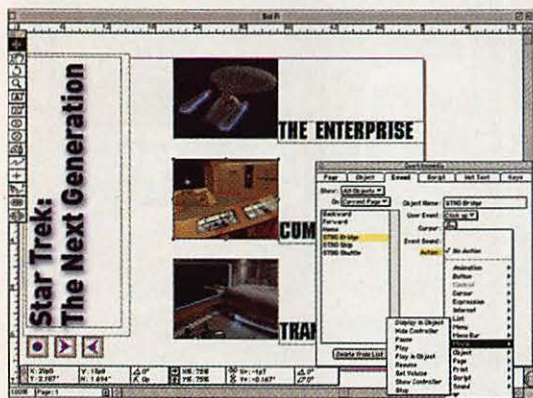 Sci Fi
Star Trek:
The Next Generation
THE ENTERPRISE
COM
TRAN
Page
Object
Event
Script
Hot Text
Keys
Show: All Objects
On Current Page
Object Name: STNG Bridge
Backward
Forward
Home
STNG Bridge
STNG Ship
STNG Shuttle
User Event: Click up
Cursor:
Event Sound:
Action:
✓ No Action
Animation
Button
Control
Cursor
Expression
Internet
List
Menu
Menu Bar
Movie
Object
Page
Print
Script
Sound
Display in Object
Hide Controller
Pause
Play
Play in Object
Resume
Set Volume
Show Controller
Stop
Delete From List
100% Page: 1